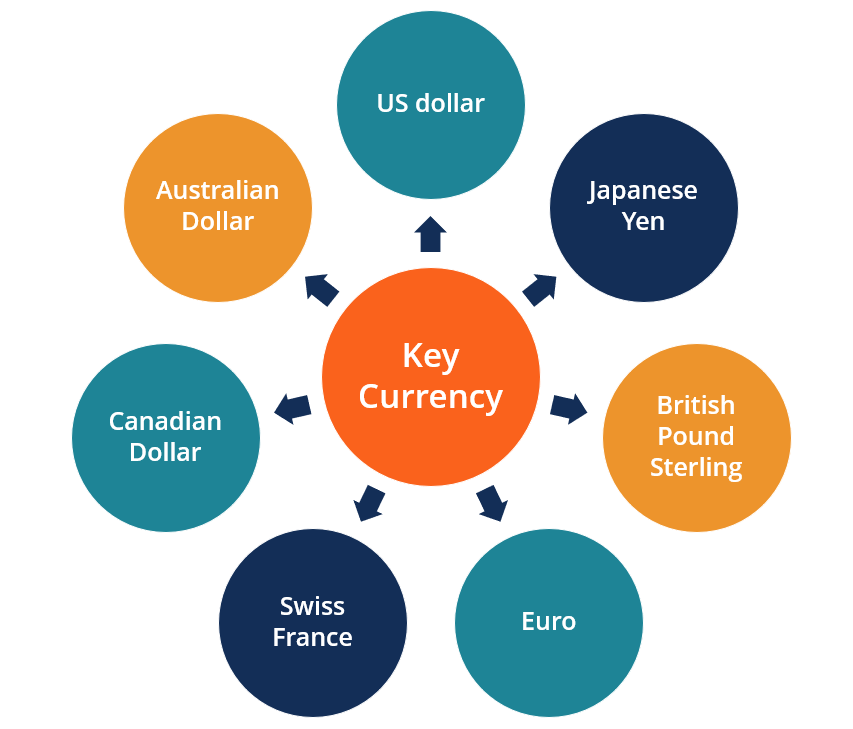 US dollar
Japanese
Yen
British
Pound
Sterling
Euro
Swiss
France
Canadian
Dollar
Australian
Dollar
Key
Currency